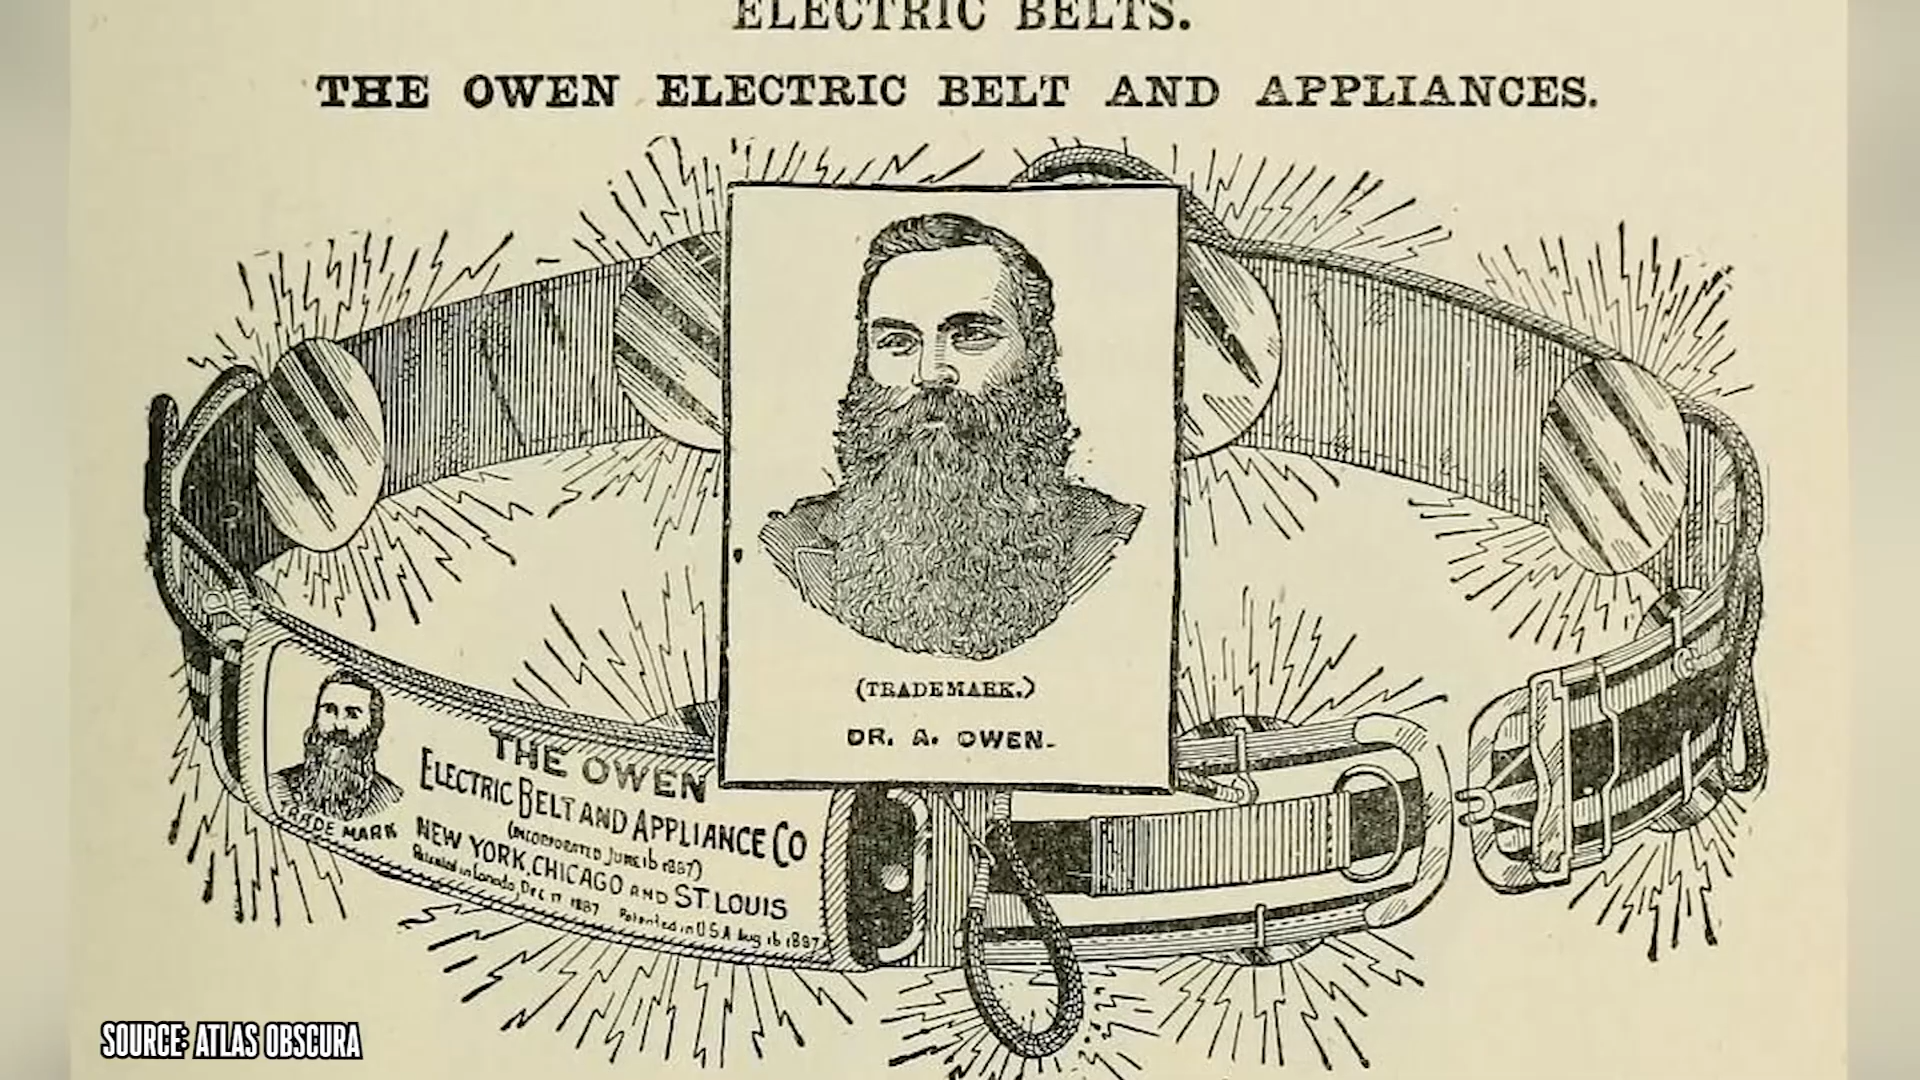 ELECTRIC BELTS.
THE OWEN ELECTRIC BELT AND APPLIANCES.
(TRADEMARK.)
DR. A. OWEN.
TRADE MARK
THE OWEN
ELECTRIC BELT AND APPLIANCE CO
(INCORPORATED JUNE 16 1887)
NEW YORK, CHICAGO AND ST. LOUIS
Patented in Canada, Dec 17 1887 Patented in U S A Aug 16 1887
SOURCE: ATLAS OBSCURA